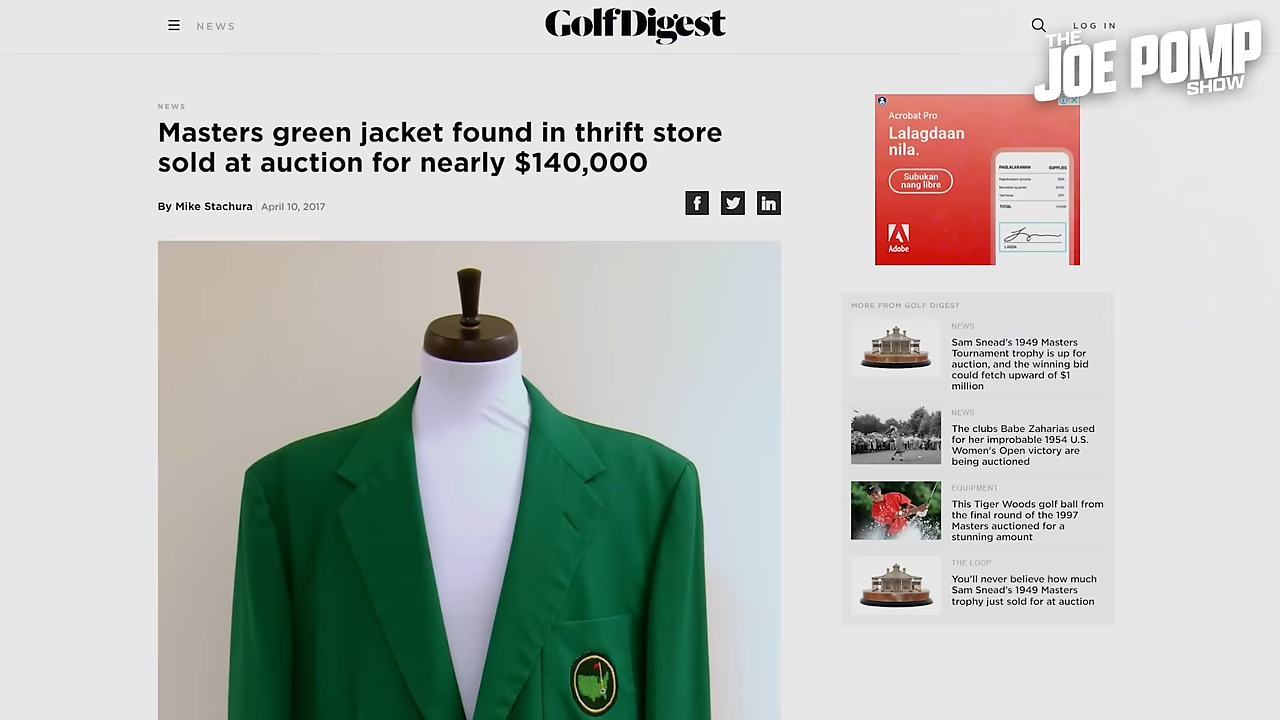 NEWS
GolfDigest
LOG IN
THE
JOE POMP
SHOW
NEWS
Masters green jacket found in thrift store
sold at auction for nearly $140,000
By Mike Stachura April 10, 2017
Acrobat Pro
Lalagdaan
nila.
Subukan
nang libre
Adobe
PAGLALARAWAN SUPPLIES
TOTAL
MORE FROM GOLF DIGEST
NEWS
Sam Snead's 1949 Masters
Tournament trophy is up for
auction, and the winning bid
could fetch upward of $1
million
NEWS
The clubs Babe Zaharias used
for her improbable 1954 U.S.
Women's Open victory are
being auctioned
EQUIPMENT
This Tiger Woods golf ball from
the final round of the 1997
Masters auctioned for a
stunning amount
THE LOOP
You'll never believe how much
Sam Snead's 1949 Masters
trophy just sold for at auction